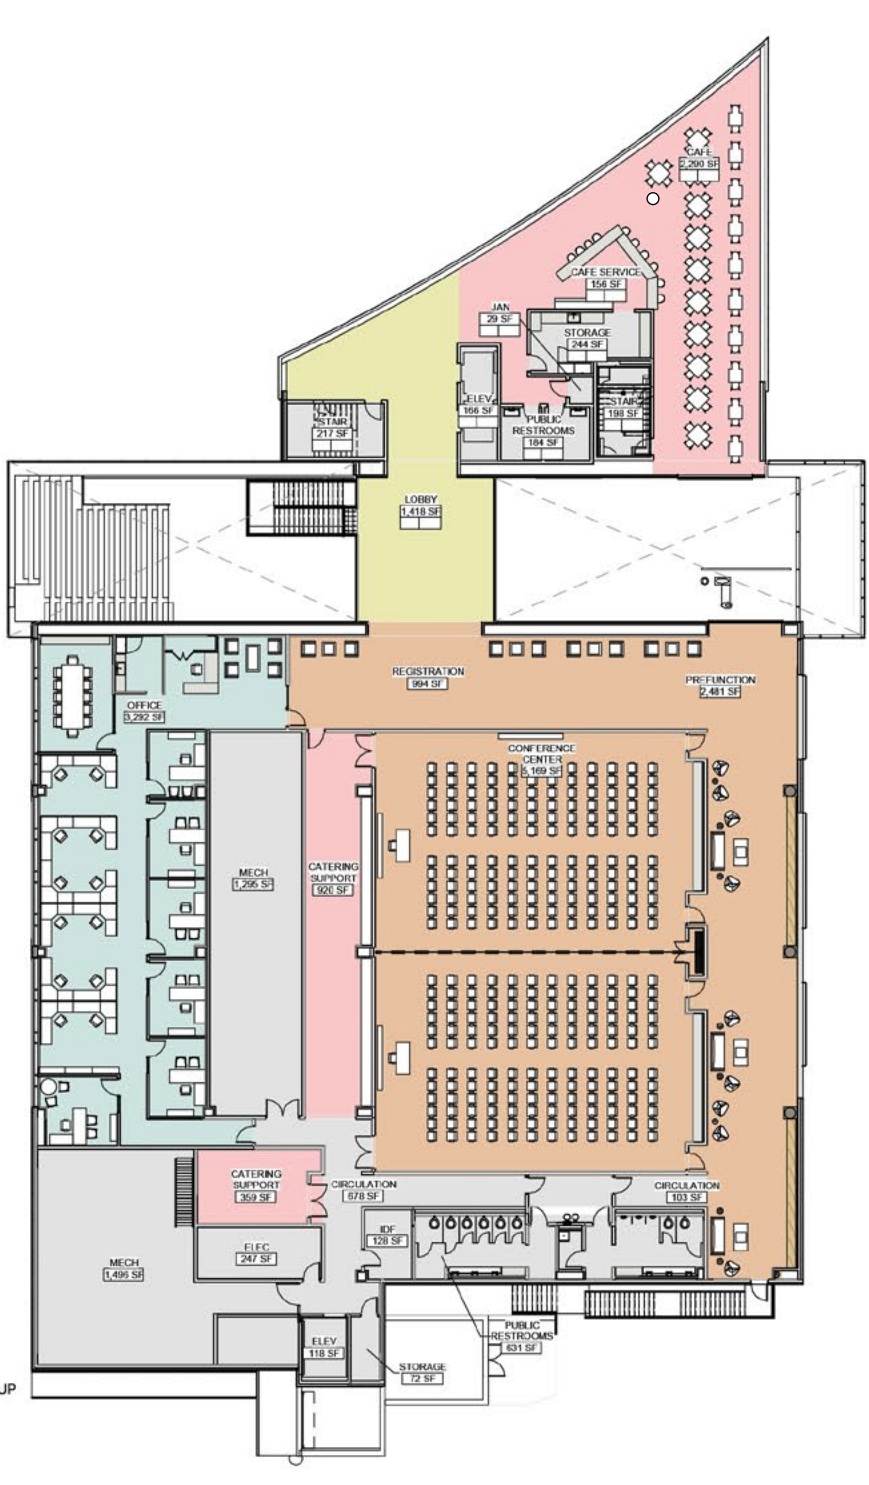 CAFE
2,290 SF
CAFE SERVICE
156 SF
JAN
29 SF
STORAGE
244 SF
ELEV
166 SF
STAIR
198 SF
STAIR
217 SF
PUBLIC
RESTROOMS
184 SF
LOBBY
1,418 SF
REGISTRATION
994 SF
PREFUNCTION
2,481 SF
OFFICE
3,292 SF
CONFERENCE
CENTER
5,169 SF
MECH
1,295 SF
CATERING
SUPPORT
920 SF
CATERING
SUPPORT
359 SF
CIRCULATION
678 SF
CIRCULATION
103 SF
IDF
128 SF
ELEC
247 SF
MECH
1,496 SF
PUBLIC
RESTROOMS
631 SF
ELEV
118 SF
STORAGE
72 SF
UP